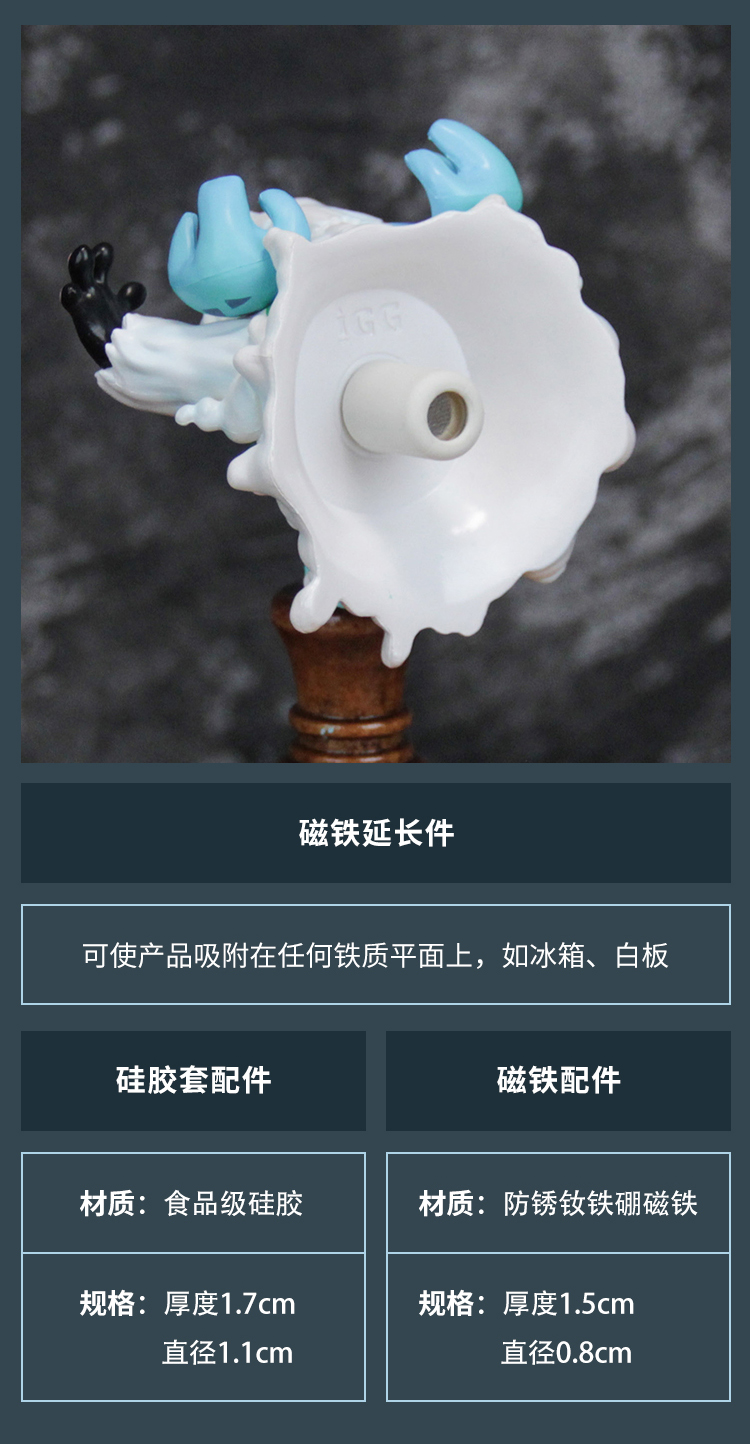 iGG
磁铁延长件
可使产品吸附在任何铁质平面上，如冰箱、白板
硅胶套配件
磁铁配件
材质：食品级硅胶
材质：防锈钕铁硼磁铁
规格：厚度1.7cm
直径1.1cm
规格：厚度1.5cm
直径0.8cm